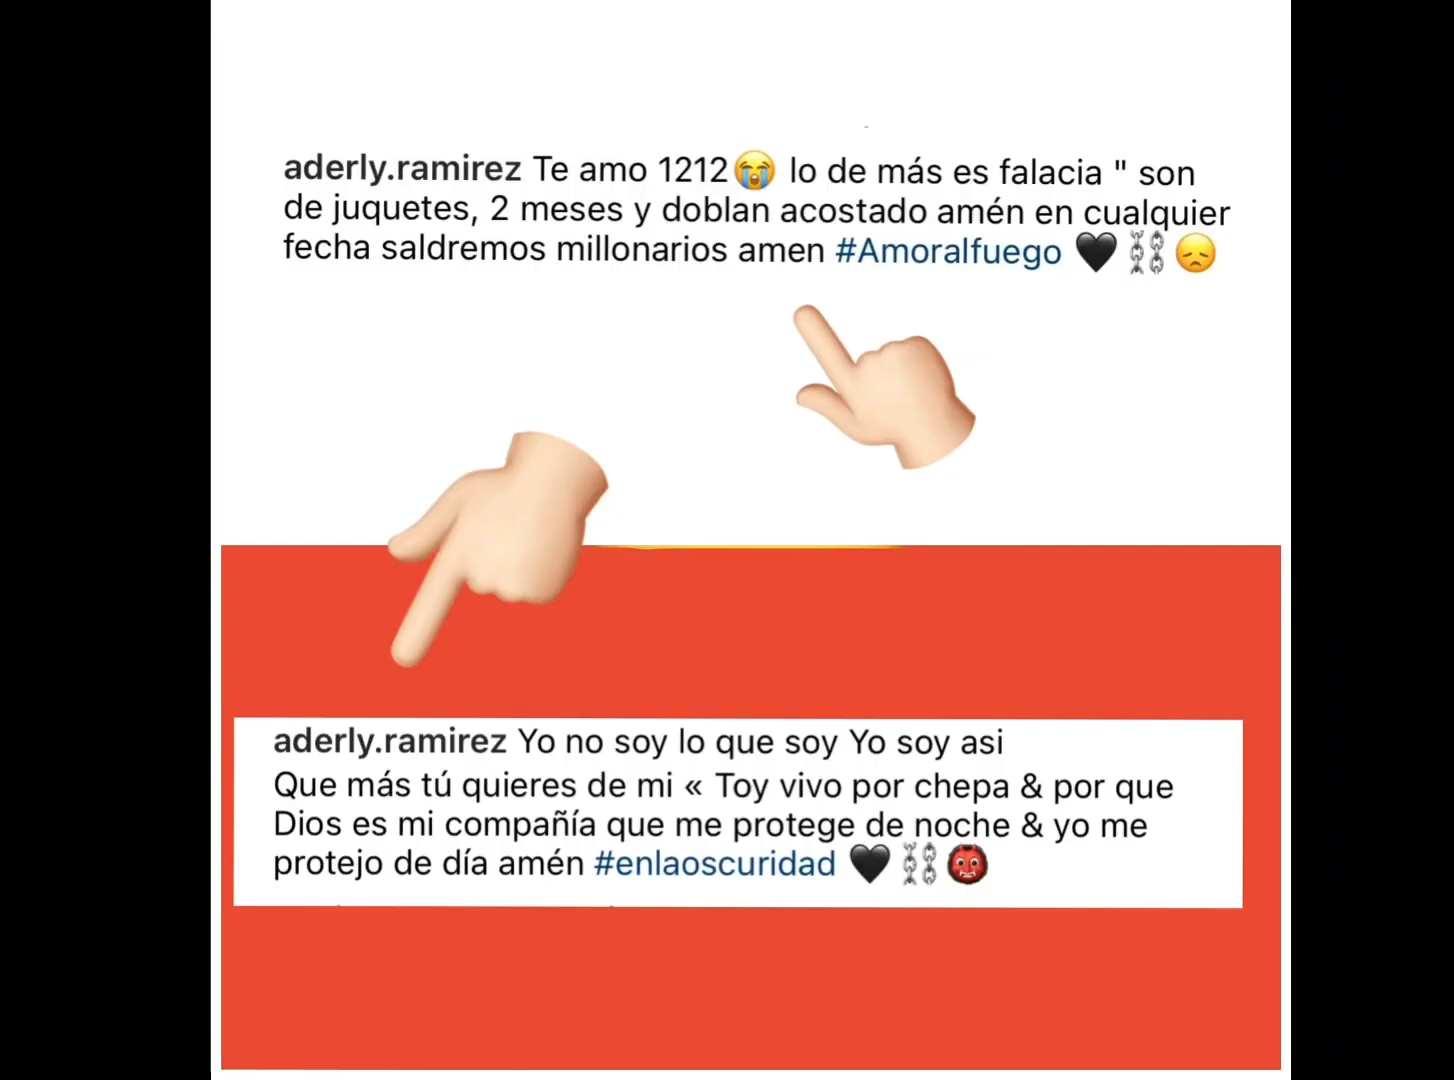 aderly.ramirez Te amo 1212😭 lo de más es falacia " son
de juquetes, 2 meses y doblan acostado amén en cualquier
fecha saldremos millonarios amen #Amoralfuego 🖤⛓️😞
aderly.ramirez Yo no soy lo que soy Yo soy asi
Que más tú quieres de mi « Toy vivo por chepa & por que
Dios es mi compañía que me protege de noche & yo me
protejo de día amén #enlaoscuridad 🖤⛓️👹